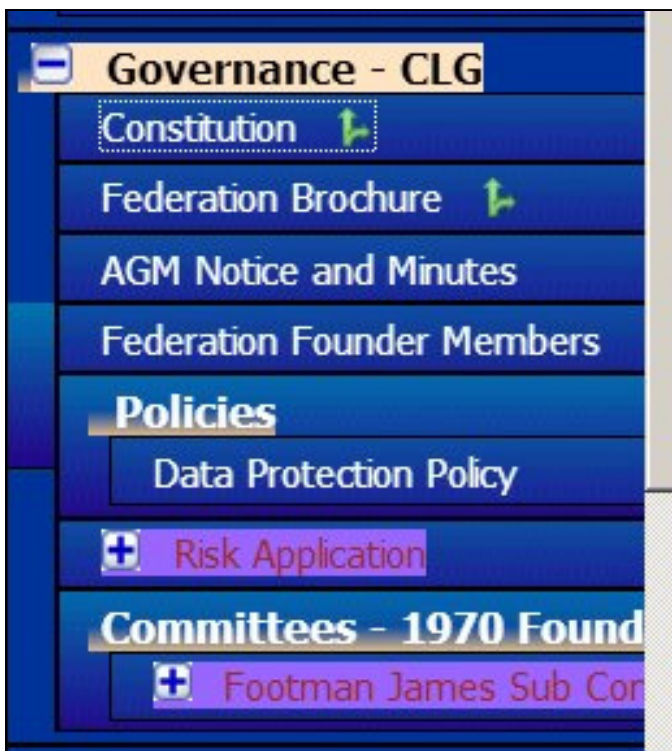 Governance - CLG
Constitution
Federation Brochure
AGM Notice and Minutes
Federation Founder Members
Policies
Data Protection Policy
Risk Application
Committees - 1970 Found
Footman James Sub Con